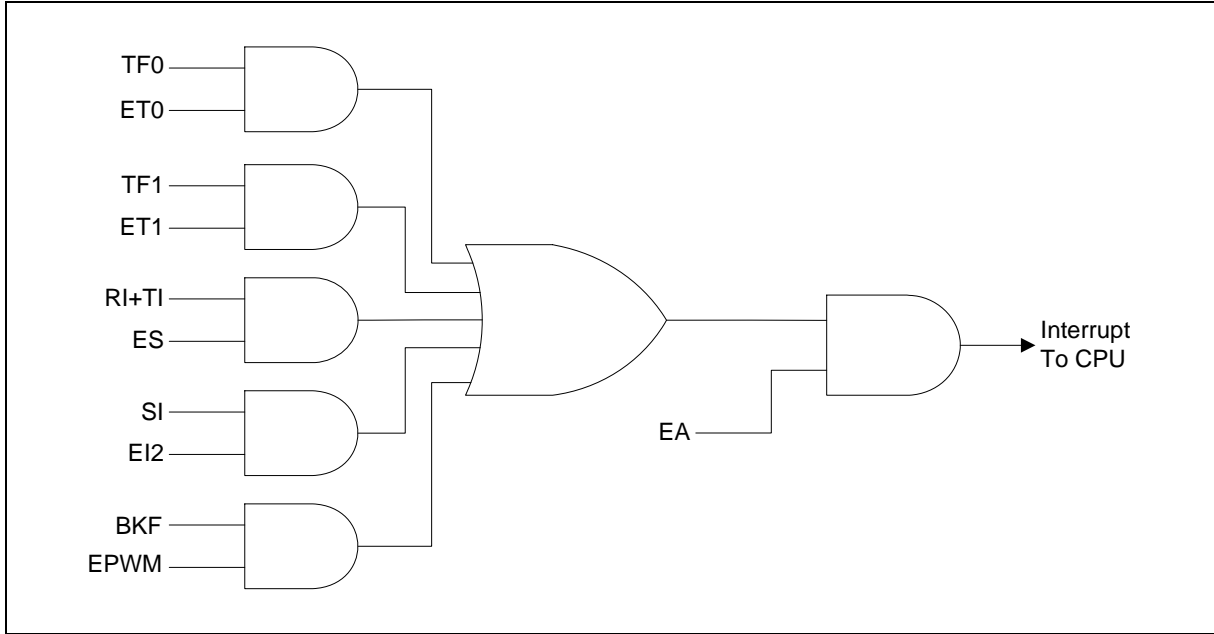 TF0
ET0
TF1
ET1
RI+TI
ES
SI
EI2
BKF
EPWM
EA
Interrupt
To CPU